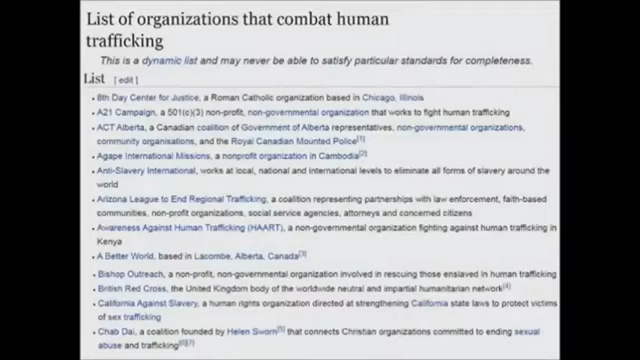 List of organizations that combat human
trafficking
This is a dynamic list and may never be able to satisfy particular standards for completeness.
List [ edit ]
• 8th Day Center for Justice, a Roman Catholic organization based in Chicago, Illinois
• A21 Campaign, a 501(c)(3) non-profit, non-governmental organization that works to fight human trafficking
• ACT Alberta, a Canadian coalition of Government of Alberta representatives, non-governmental organizations,
community organisations, and the Royal Canadian Mounted Police[1]
• Agape International Missions, a nonprofit organization in Cambodia[2]
• Anti-Slavery International, works at local, national and international levels to eliminate all forms of slavery around the
world
• Arizona League to End Regional Trafficking, a coalition representing partnerships with law enforcement, faith-based
communities, non-profit organizations, social service agencies, attorneys and concerned citizens
• Awareness Against Human Trafficking (HAART), a non-governmental organization fighting against human trafficking in
Kenya
• A Better World, based in Lacombe, Alberta, Canada[3]
• Bishop Outreach, a non-profit, non-governmental organization involved in rescuing those enslaved in human trafficking
• British Red Cross, the United Kingdom body of the worldwide neutral and impartial humanitarian network[4]
• California Against Slavery, a human rights organization directed at strengthening California state laws to protect victims
of sex trafficking
• Chab Dai, a coalition founded by Helen Sworn[5] that connects Christian organizations committed to ending sexual
abuse and trafficking[6][7]